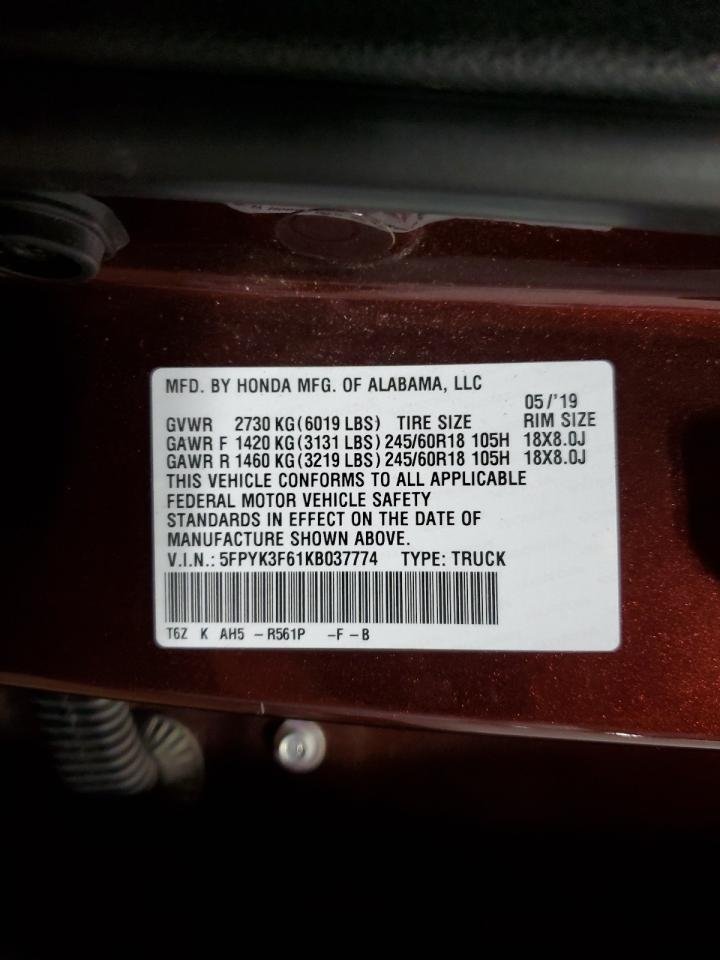 MFD. BY HONDA MFG. OF ALABAMA, LLC
05/'19
GVWR 2730 KG (6019 LBS) TIRE SIZE RIM SIZE
GAWR F 1420 KG (3131 LBS) 245/60R18 105H 18X8.0J
GAWR R 1460 KG (3219 LBS) 245/60R18 105H 18X8.0J
THIS VEHICLE CONFORMS TO ALL APPLICABLE
FEDERAL MOTOR VEHICLE SAFETY
STANDARDS IN EFFECT ON THE DATE OF
MANUFACTURE SHOWN ABOVE.
V.I.N.: 5FPYK3F61KB037774 TYPE: TRUCK
T6Z K AH5 -R561P -F -B